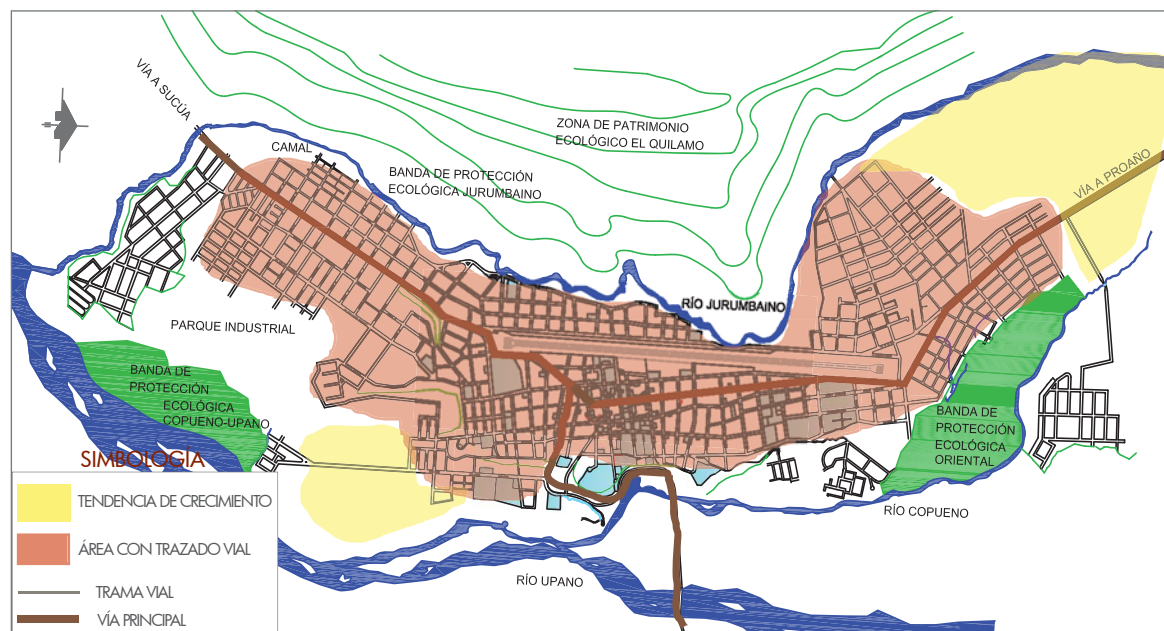 VÍA A SUCÚA
CAMAL
ZONA DE PATRIMONIO
ECOLÓGICO EL QUILAMO
BANDA DE PROTECCIÓN
ECOLÓGICA JURUMBAINO
VÍA A PROAÑO
RÍO JURUMBAINO
PARQUE INDUSTRIAL
BANDA DE
PROTECCIÓN
ECOLÓGICA
COPUENO-UPANO
BANDA DE
PROTECCIÓN
ECOLÓGICA
ORIENTAL
RÍO COPUENO
RÍO UPANO
SIMBOLOGÍA
TENDENCIA DE CRECIMIENTO
ÁREA CON TRAZADO VIAL
TRAMA VIAL
VÍA PRINCIPAL